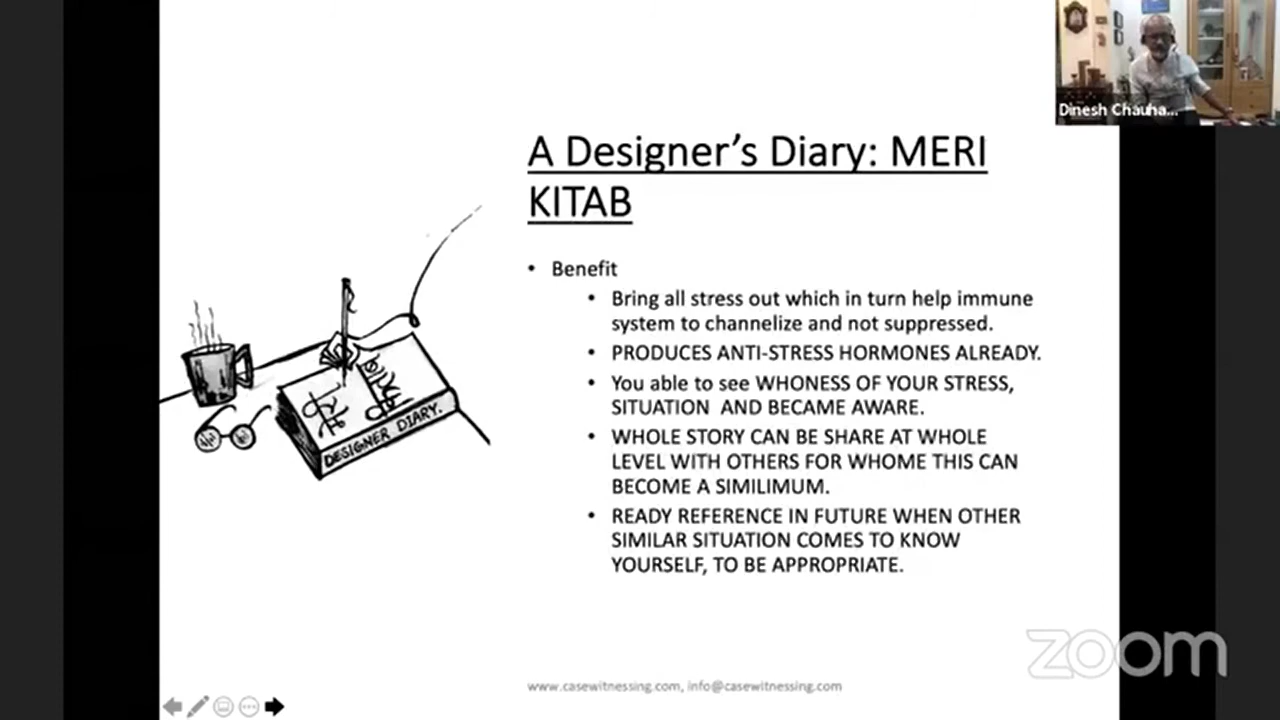 Dinesh Chauha...
A Designer's Diary: MERI
KITAB
• Benefit
• Bring all stress out which in turn help immune
system to channelize and not suppressed.
• PRODUCES ANTI-STRESS HORMONES ALREADY.
• You able to see WHONESS OF YOUR STRESS,
SITUATION AND BECAME AWARE.
• WHOLE STORY CAN BE SHARE AT WHOLE
LEVEL WITH OTHERS FOR WHOME THIS CAN
BECOME A SIMILIMUM.
• READY REFERENCE IN FUTURE WHEN OTHER
SIMILAR SITUATION COMES TO KNOW
YOURSELF, TO BE APPROPRIATE.
DESIGNER DIARY.
zoom
www.casewitnessing.com, info@casewitnessing.com